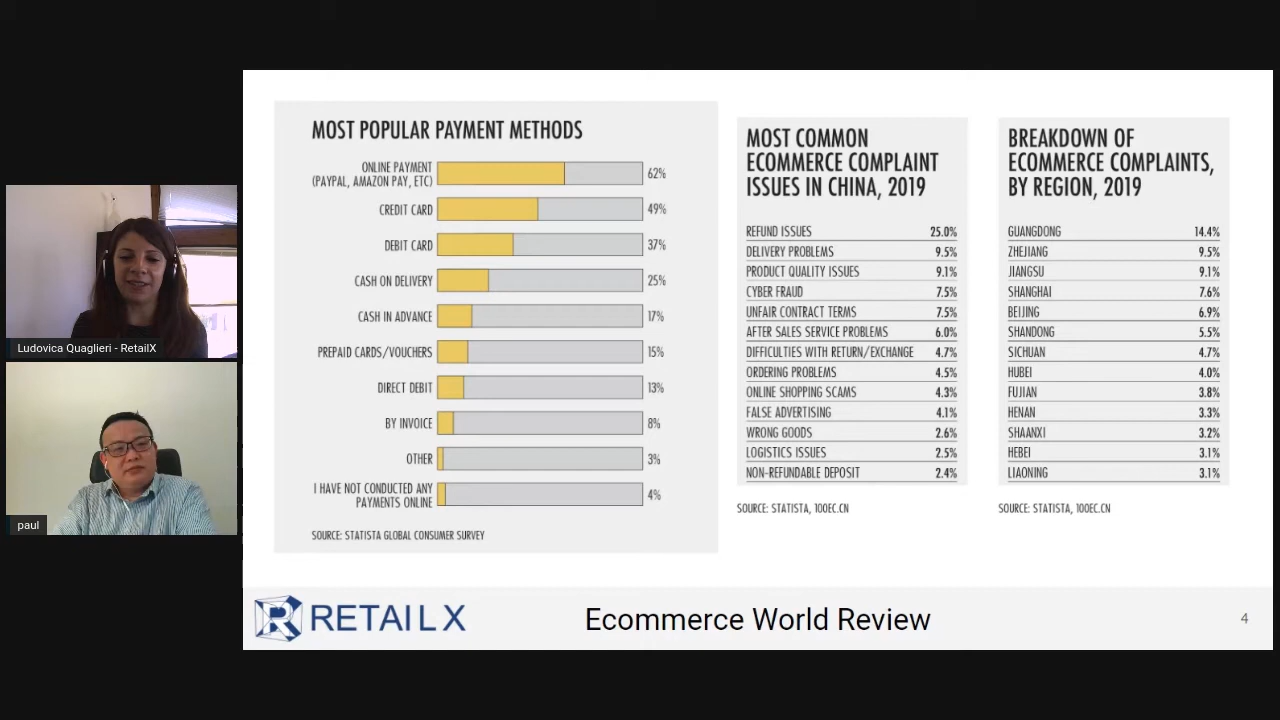 MOST POPULAR PAYMENT METHODS
ONLINE PAYMENT
(PAYPAL, AMAZON PAY, ETC) 62%
CREDIT CARD 49%
DEBIT CARD 37%
CASH ON DELIVERY 25%
CASH IN ADVANCE 17%
PREPAID CARDS/VOUCHERS 15%
DIRECT DEBIT 13%
BY INVOICE 8%
OTHER 3%
I HAVE NOT CONDUCTED ANY
PAYMENTS ONLINE 4%
SOURCE: STATISTA GLOBAL CONSUMER SURVEY
MOST COMMON
ECOMMERCE COMPLAINT
ISSUES IN CHINA, 2019
REFUND ISSUES 25.0%
DELIVERY PROBLEMS 9.5%
PRODUCT QUALITY ISSUES 9.1%
CYBER FRAUD 7.5%
UNFAIR CONTRACT TERMS 7.5%
AFTER SALES SERVICE PROBLEMS 6.0%
DIFFICULTIES WITH RETURN/EXCHANGE 4.7%
ORDERING PROBLEMS 4.5%
ONLINE SHOPPING SCAMS 4.3%
FALSE ADVERTISING 4.1%
WRONG GOODS 2.6%
LOGISTICS ISSUES 2.5%
NON-REFUNDABLE DEPOSIT 2.4%
SOURCE: STATISTA, 100EC.CN
BREAKDOWN OF
ECOMMERCE COMPLAINTS,
BY REGION, 2019
GUANGDONG 14.4%
ZHEJIANG 9.5%
JIANGSU 9.1%
SHANGHAI 7.6%
BEIJING 6.9%
SHANDONG 5.5%
SICHUAN 4.7%
HUBEI 4.0%
FUJIAN 3.8%
HENAN 3.3%
SHAANXI 3.2%
HEBEI 3.1%
LIAONING 3.1%
SOURCE: STATISTA, 100EC.CN
Ludovica Quaglieri - RetailX
paul
RETAIL X
Ecommerce World Review
4